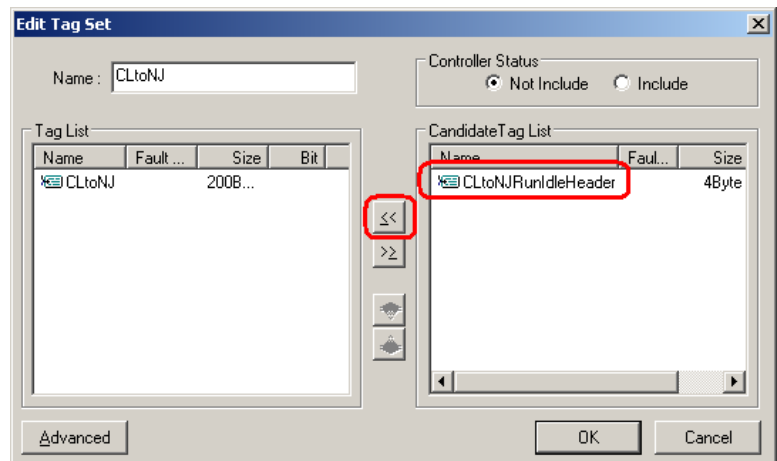 Edit Tag Set
Name : CLtoNJ
Controller Status
Not Include Include
Tag List
Name Fault ... Size Bit
CLtoNJ 200B...
<<
>>
CandidateTag List
Name Faul... Size
CLtoNJRunIdleHeader 4Byte
Advanced
OK Cancel